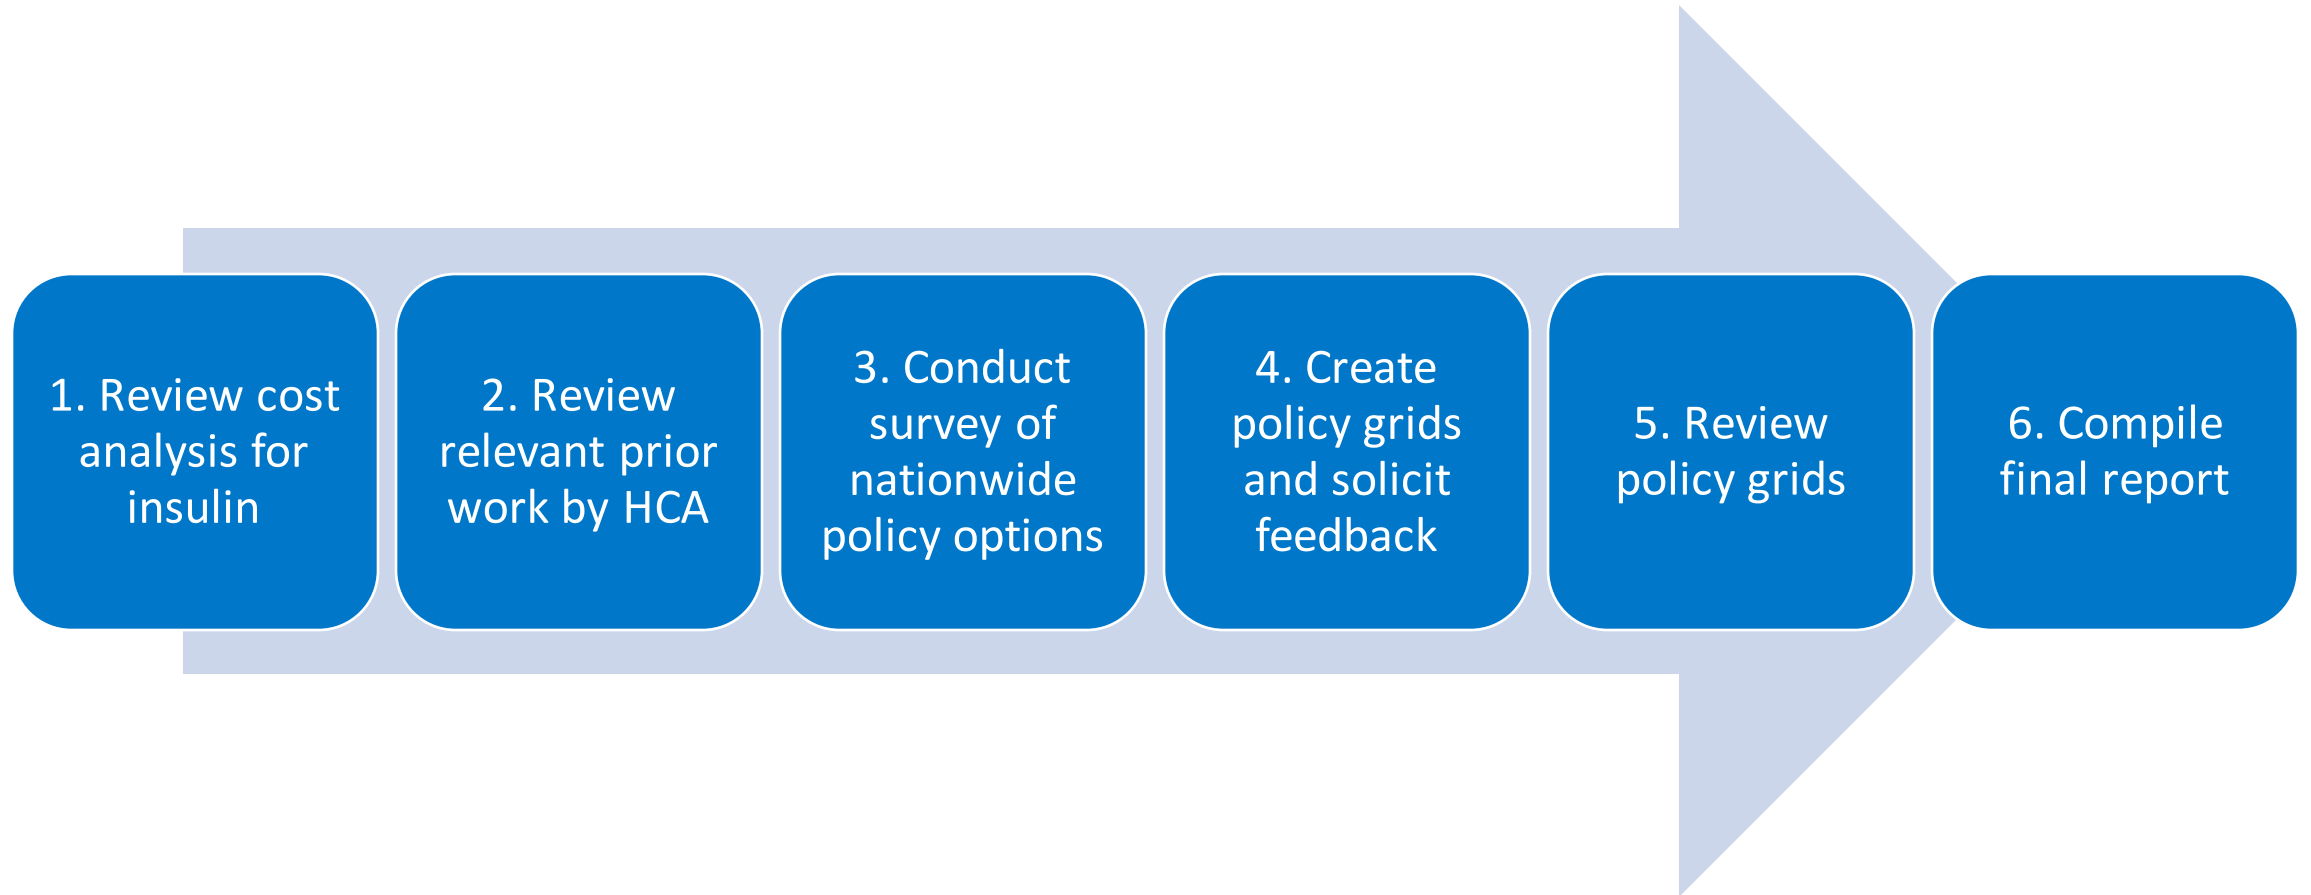 1. Review cost
analysis for
insulin
2. Review
relevant prior
work by HCA
3. Conduct
survey of
nationwide
policy options
4. Create
policy grids
and solicit
feedback
5. Review
policy grids
6. Compile
final report